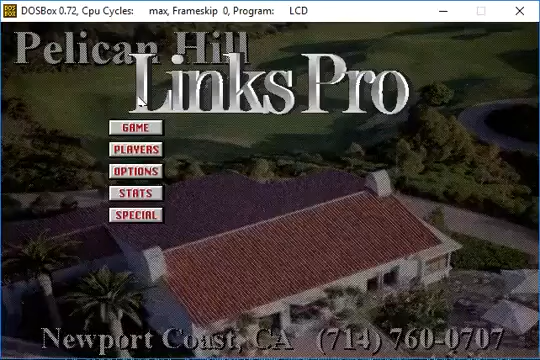 DOSBox 0.72, Cpu Cycles: max, Frameskip 0, Program: LCD
Pelican Hill
Links Pro
GAME
PLAYERS
OPTIONS
STATS
SPECIAL
Newport Coast, CA (714) 760-0707